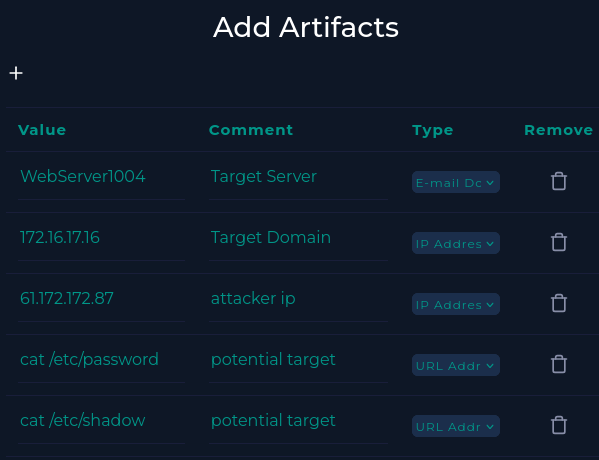 Add Artifacts
+
Value Comment Type Remove
WebServer1004 Target Server E-mail Dc
172.16.17.16 Target Domain IP Addres
61.172.172.87 attacker ip IP Addres
cat /etc/password potential target URL Addr
cat /etc/shadow potential target URL Addr